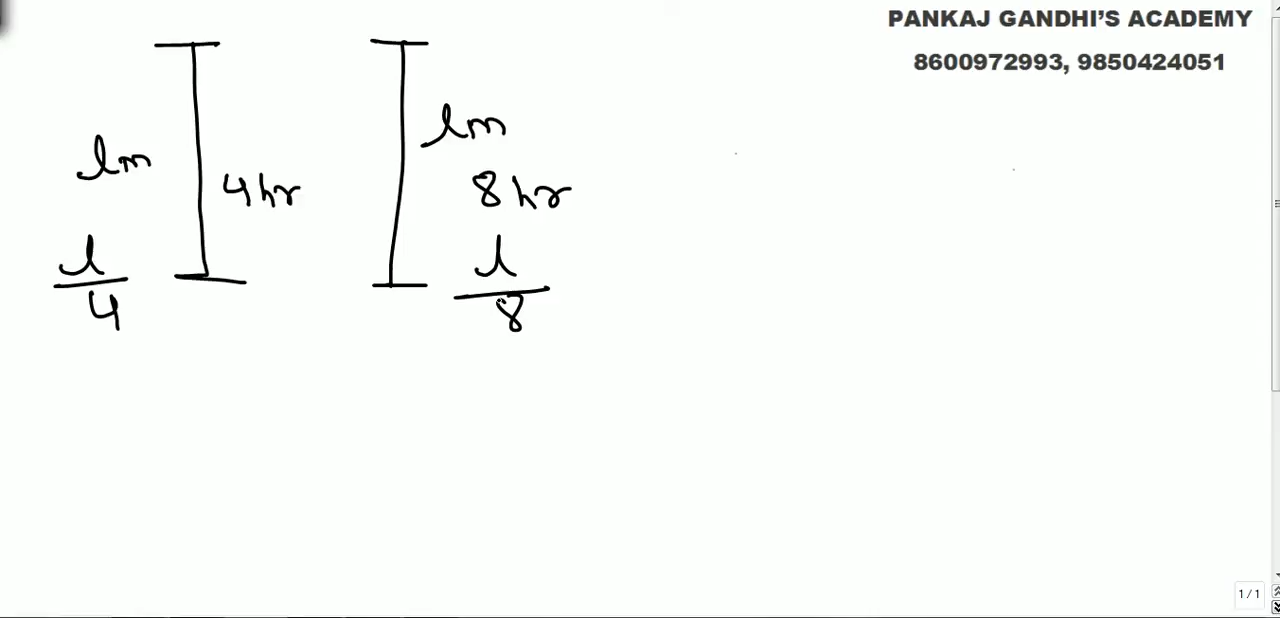 PANKAJ GANDHI'S ACADEMY
8600972993, 9850424051
lm
4hr
l/4
lm
8hr
l/8
1 / 1